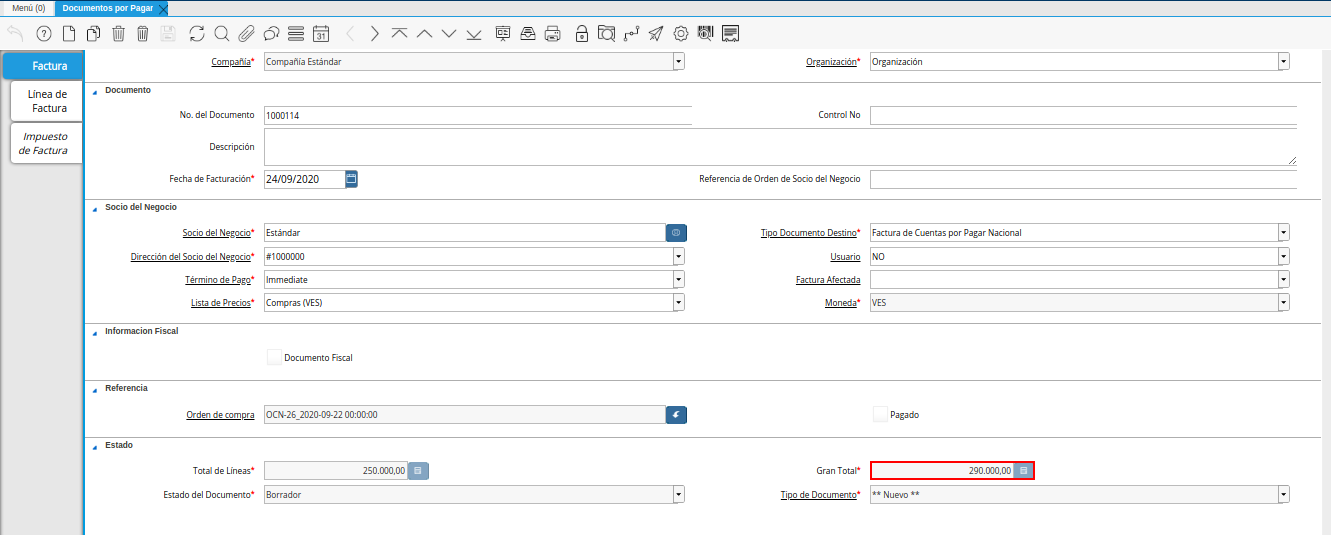 Menú (0) Documentos por Pagar
31
Factura
Línea de
Factura
Impuesto
de Factura
Compañía* Compañía Estándar Organización* Organización
Documento
No. del Documento 1000114 Control No
Descripción
Fecha de Facturación* 24/09/2020 Referencia de Orden de Socio del Negocio
Socio del Negocio
Socio del Negocio* Estándar Tipo Documento Destino* Factura de Cuentas por Pagar Nacional
Dirección del Socio del Negocio* #1000000 Usuario NO
Término de Pago* Immediate Factura Afectada
Lista de Precios* Compras (VES) Moneda* VES
Informacion Fiscal
Documento Fiscal
Referencia
Orden de compra OCN-26_2020-09-22 00:00:00 Pagado
Estado
Total de Líneas* 250.000,00 Gran Total* 290.000,00
Estado del Documento* Borrador Tipo de Documento* ** Nuevo **